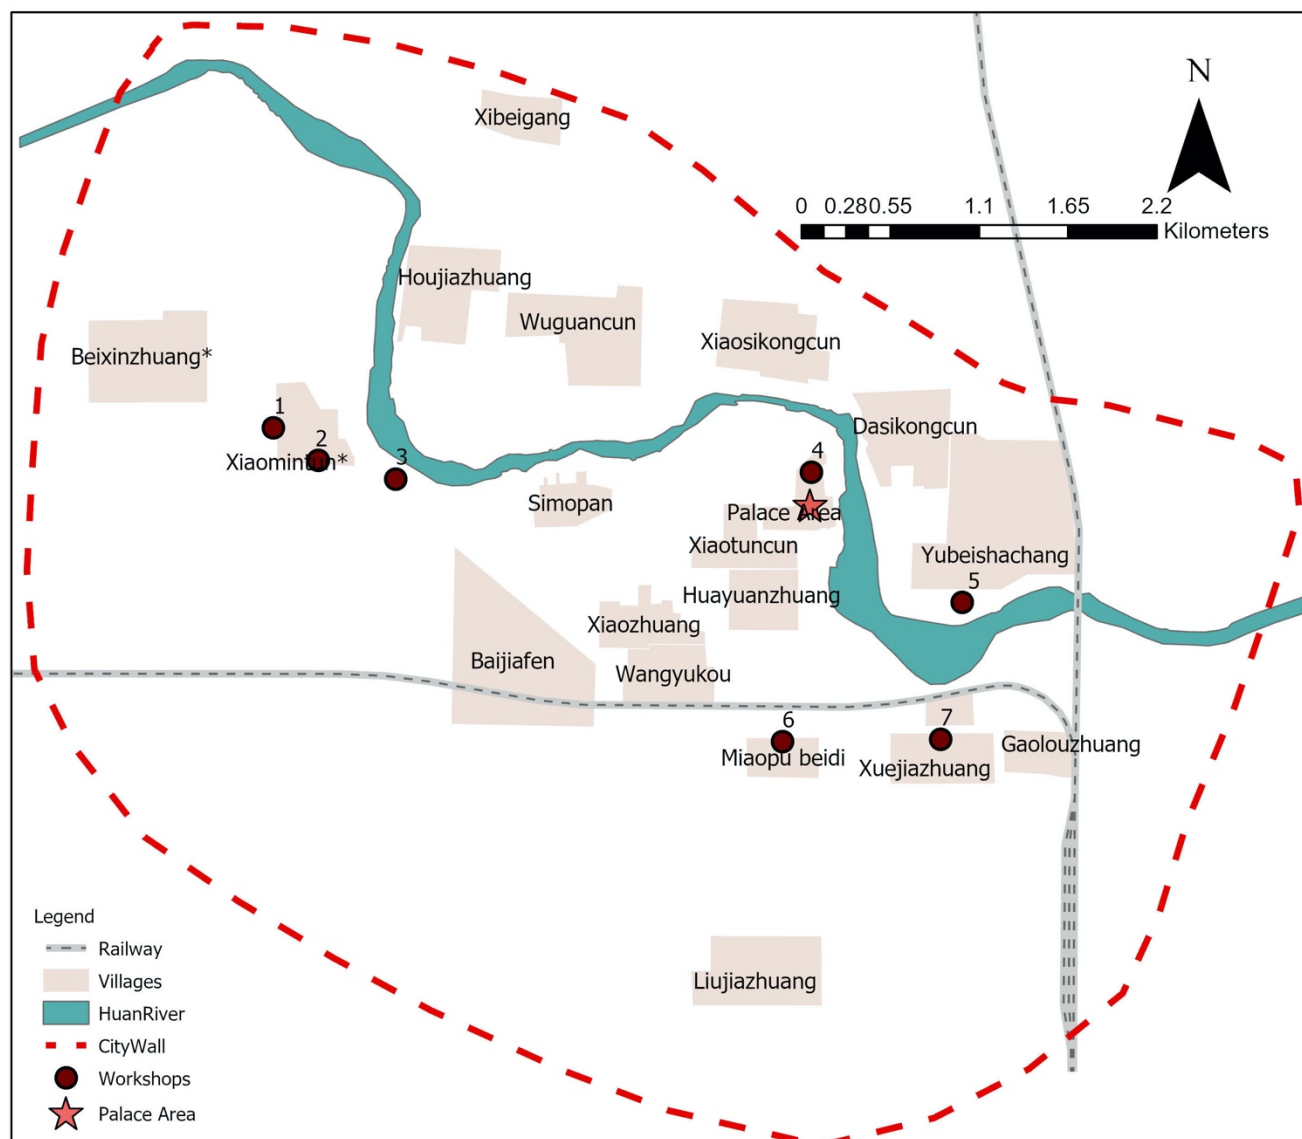 N
Xibeigang
0 0.28 0.55 1.1 1.65 2.2
Kilometers
Houjiazhuang
Wuguancun
Xiaosikongcun
Beixinzhuang*
1
2
Xiaomintun*
3
Dasikongcun
4
Simopan
Palace Area
Xiaotuncun
Yubeishachang
5
Huayuanzhuang
Xiaozhuang
Baijiafen
Wangyukou
6
7
Miaopu beidi
Xuejiazhuang
Gaolouzhuang
Liujiazhuang
Legend
Railway
Villages
HuanRiver
CityWall
Workshops
Palace Area